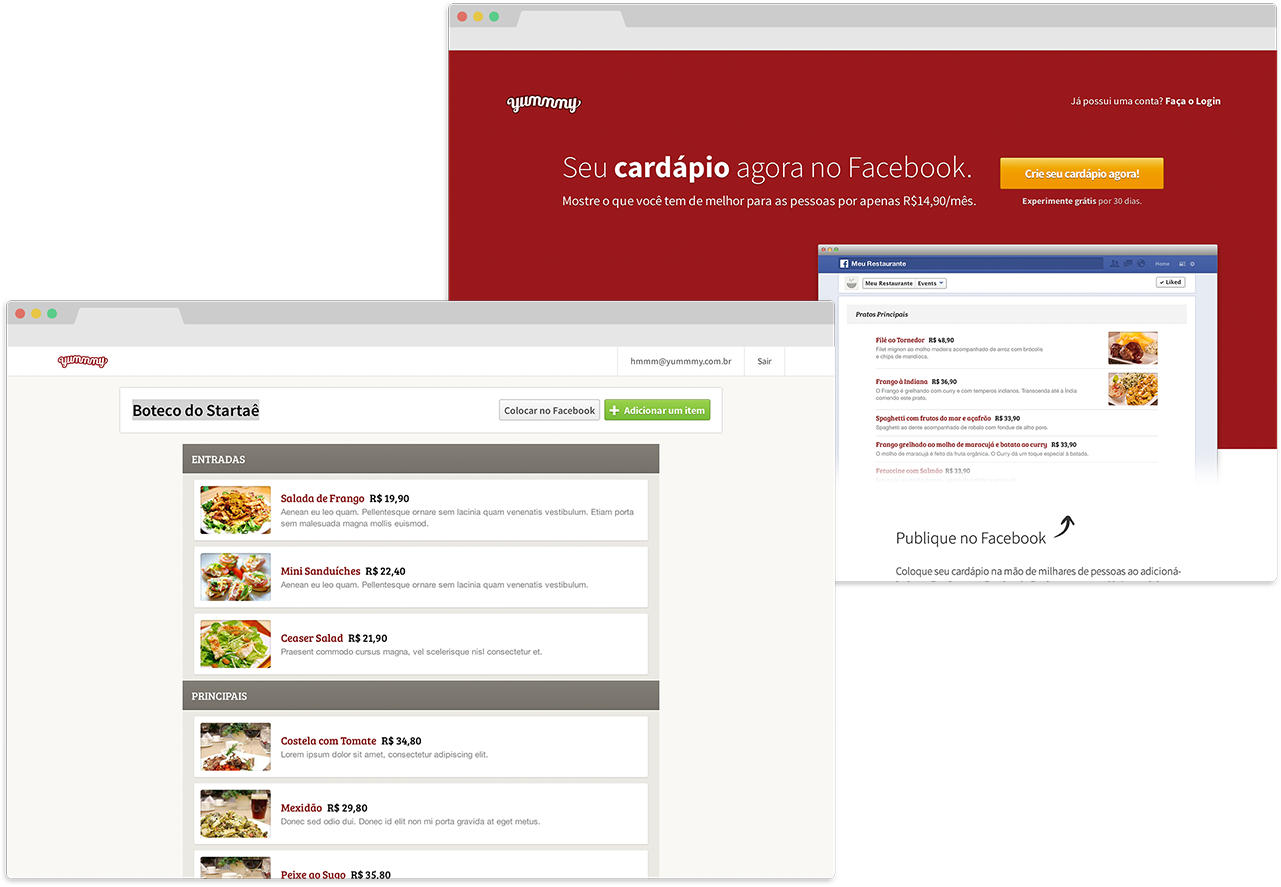 yummmy
Já possui uma conta? Faça o Login
Seu cardápio agora no Facebook.
Crie seu cardápio agora!
Mostre o que você tem de melhor para as pessoas por apenas R$14,90/mês.
Experimente grátis por 30 dias.
Meu Restaurante
Home
Meu Restaurante Events
Liked
Pratos Principais
Filé ao Tornedor R$ 48,90
Filet mignon ao molho madeira acompanhado de arroz com brócolis
e chips de mandioca.
Frango à Indiana R$ 36,90
O Frango é grelhando com curry e com temperos indianos. Transcenda até a Índia
comendo este prato.
Spaghetti com frutos do mar e açafrão R$ 33,90
Spaghetti ao dente acompanhado de robalo com fondue de alho poro.
Frango grelhado ao molho de maracujá e batata ao curry R$ 33,90
O molho de maracujá é feito da fruta orgânica. O Curry dá um toque especial à batada.
Fetuccine com Salmão R$ 33,90
Publique no Facebook
Coloque seu cardápio na mão de milhares de pessoas ao adicioná-
yummmy
hmmm@yummmy.com.br
Sair
Boteco do Startaê
Colocar no Facebook
Adicionar um item
ENTRADAS
Salada de Frango R$ 19,90
Aenean eu leo quam. Pellentesque ornare sem lacinia quam venenatis vestibulum. Etiam porta
sem malesuada magna mollis euismod.
Mini Sanduíches R$ 22,40
Aenean eu leo quam. Pellentesque ornare sem lacinia quam venenatis vestibulum.
Ceaser Salad R$ 21,90
Praesent commodo cursus magna, vel scelerisque nisl consectetur et.
PRINCIPAIS
Costela com Tomate R$ 34,80
Lorem ipsum dolor sit amet, consectetur adipiscing elit.
Mexidão R$ 29,80
Donec sed odio dui. Donec id elit non mi porta gravida at eget metus.
Peixe ao Sugo R$ 35,80